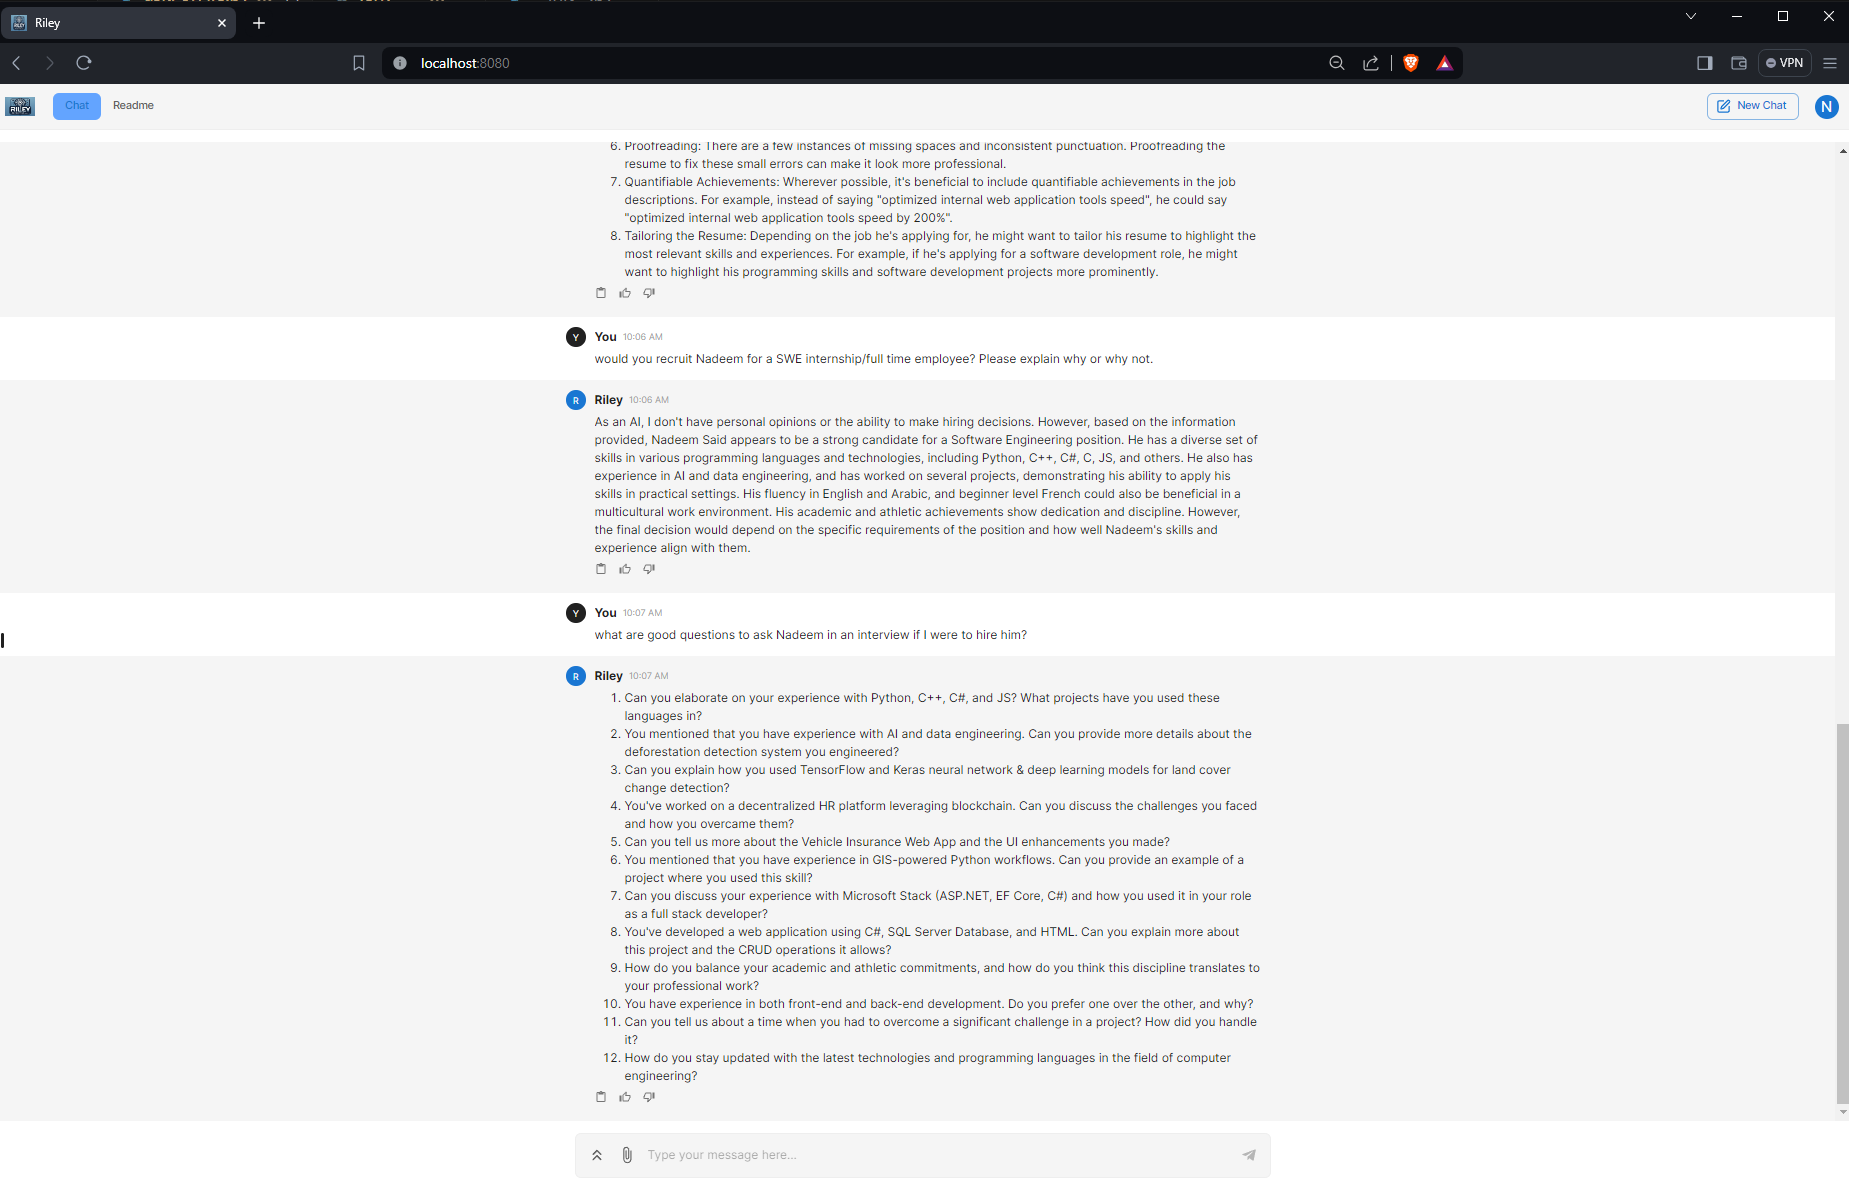 Riley
localhost:8080
VPN
RILEY
Chat
Readme
New Chat
N
6. Proofreading: There are a few instances of missing spaces and inconsistent punctuation. Proofreading the
resume to fix these small errors can make it look more professional.
7. Quantifiable Achievements: Wherever possible, it's beneficial to include quantifiable achievements in the job
descriptions. For example, instead of saying "optimized internal web application tools speed", he could say
"optimized internal web application tools speed by 200%".
8. Tailoring the Resume: Depending on the job he's applying for, he might want to tailor his resume to highlight the
most relevant skills and experiences. For example, if he's applying for a software development role, he might
want to highlight his programming skills and software development projects more prominently.
Y You 10:06 AM
would you recruit Nadeem for a SWE internship/full time employee? Please explain why or why not.
R Riley 10:06 AM
As an AI, I don't have personal opinions or the ability to make hiring decisions. However, based on the information
provided, Nadeem Said appears to be a strong candidate for a Software Engineering position. He has a diverse set of
skills in various programming languages and technologies, including Python, C++, C#, C, JS, and others. He also has
experience in AI and data engineering, and has worked on several projects, demonstrating his ability to apply his
skills in practical settings. His fluency in English and Arabic, and beginner level French could also be beneficial in a
multicultural work environment. His academic and athletic achievements show dedication and discipline. However,
the final decision would depend on the specific requirements of the position and how well Nadeem's skills and
experience align with them.
Y You 10:07 AM
what are good questions to ask Nadeem in an interview if I were to hire him?
R Riley 10:07 AM
1. Can you elaborate on your experience with Python, C++, C#, and JS? What projects have you used these
languages in?
2. You mentioned that you have experience with AI and data engineering. Can you provide more details about the
deforestation detection system you engineered?
3. Can you explain how you used TensorFlow and Keras neural network & deep learning models for land cover
change detection?
4. You've worked on a decentralized HR platform leveraging blockchain. Can you discuss the challenges you faced
and how you overcame them?
5. Can you tell us more about the Vehicle Insurance Web App and the UI enhancements you made?
6. You mentioned that you have experience in GIS-powered Python workflows. Can you provide an example of a
project where you used this skill?
7. Can you discuss your experience with Microsoft Stack (ASP.NET, EF Core, C#) and how you used it in your role
as a full stack developer?
8. You've developed a web application using C#, SQL Server Database, and HTML. Can you explain more about
this project and the CRUD operations it allows?
9. How do you balance your academic and athletic commitments, and how do you think this discipline translates to
your professional work?
10. You have experience in both front-end and back-end development. Do you prefer one over the other, and why?
11. Can you tell us about a time when you had to overcome a significant challenge in a project? How did you handle
it?
12. How do you stay updated with the latest technologies and programming languages in the field of computer
engineering?
Type your message here...